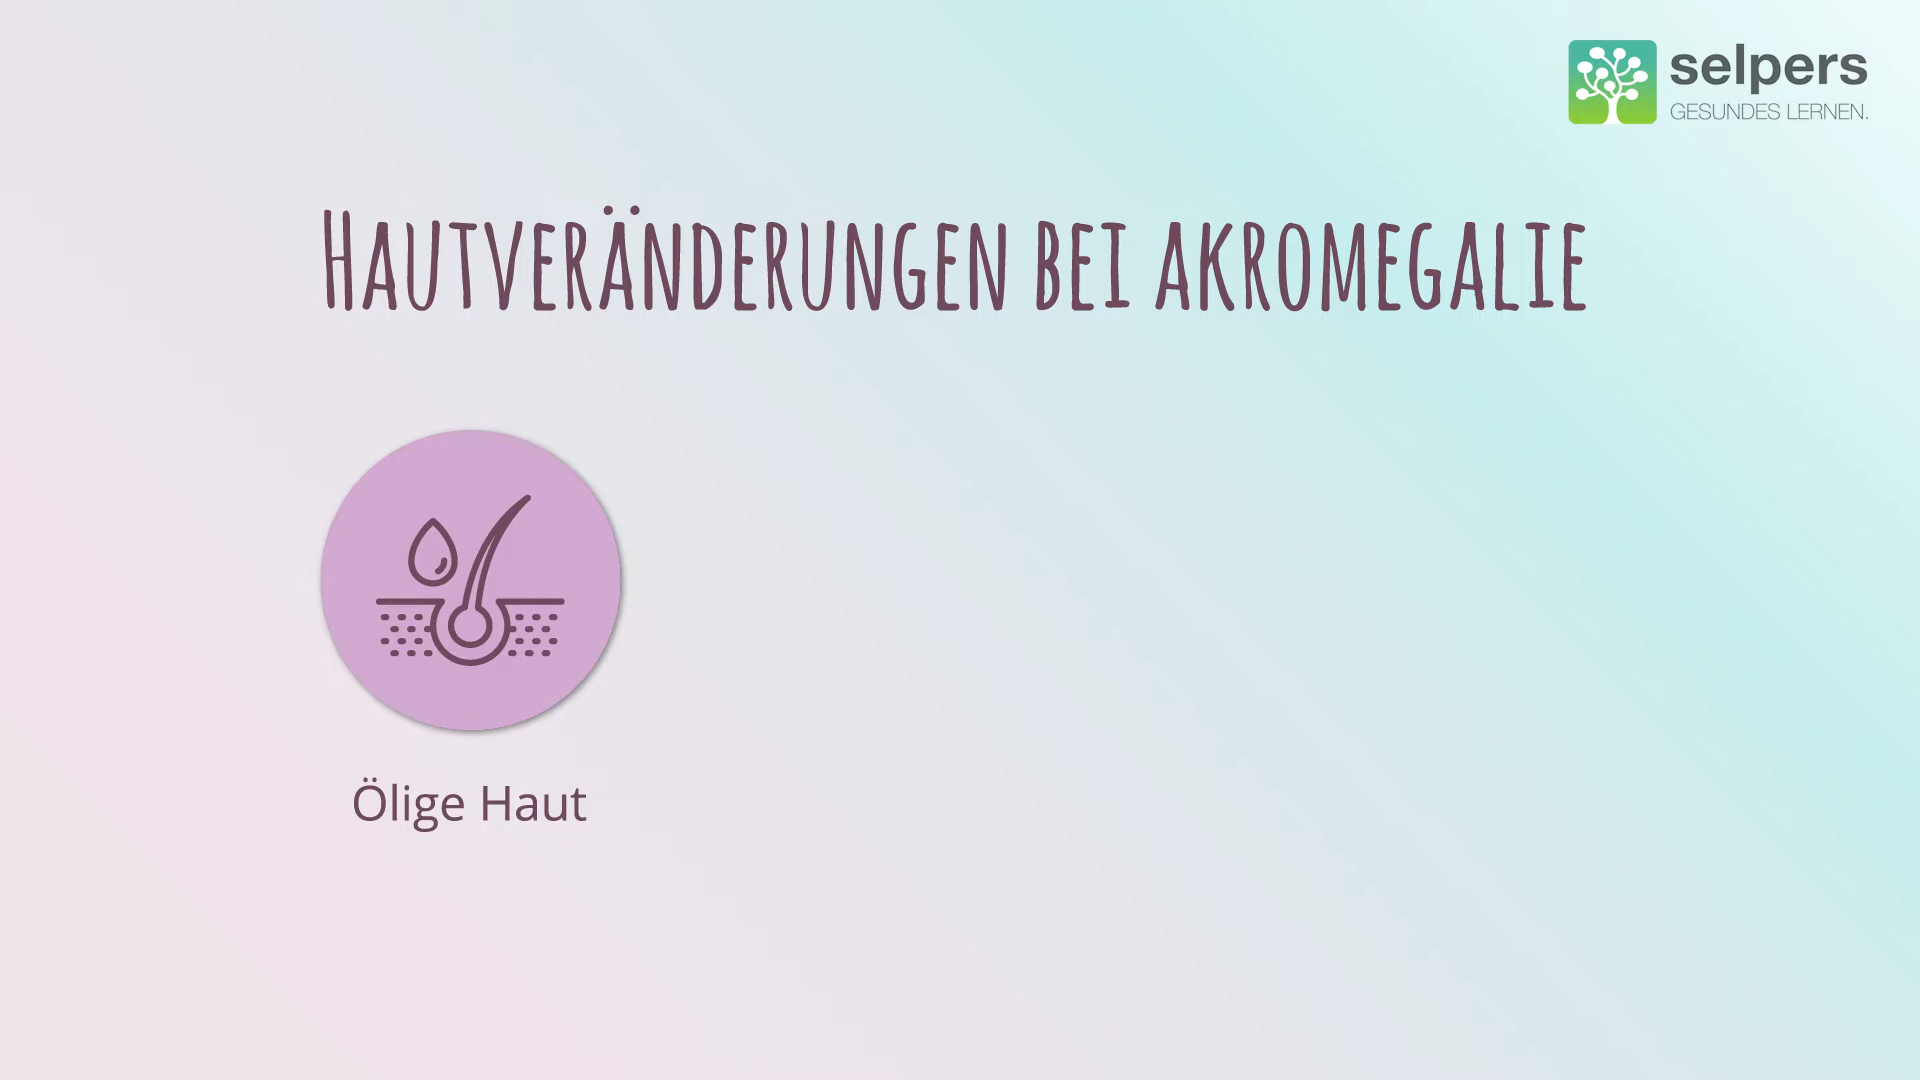 selpers
GESUNDES LERNEN.
Hautveränderungen bei Akromegalie
Ölige Haut